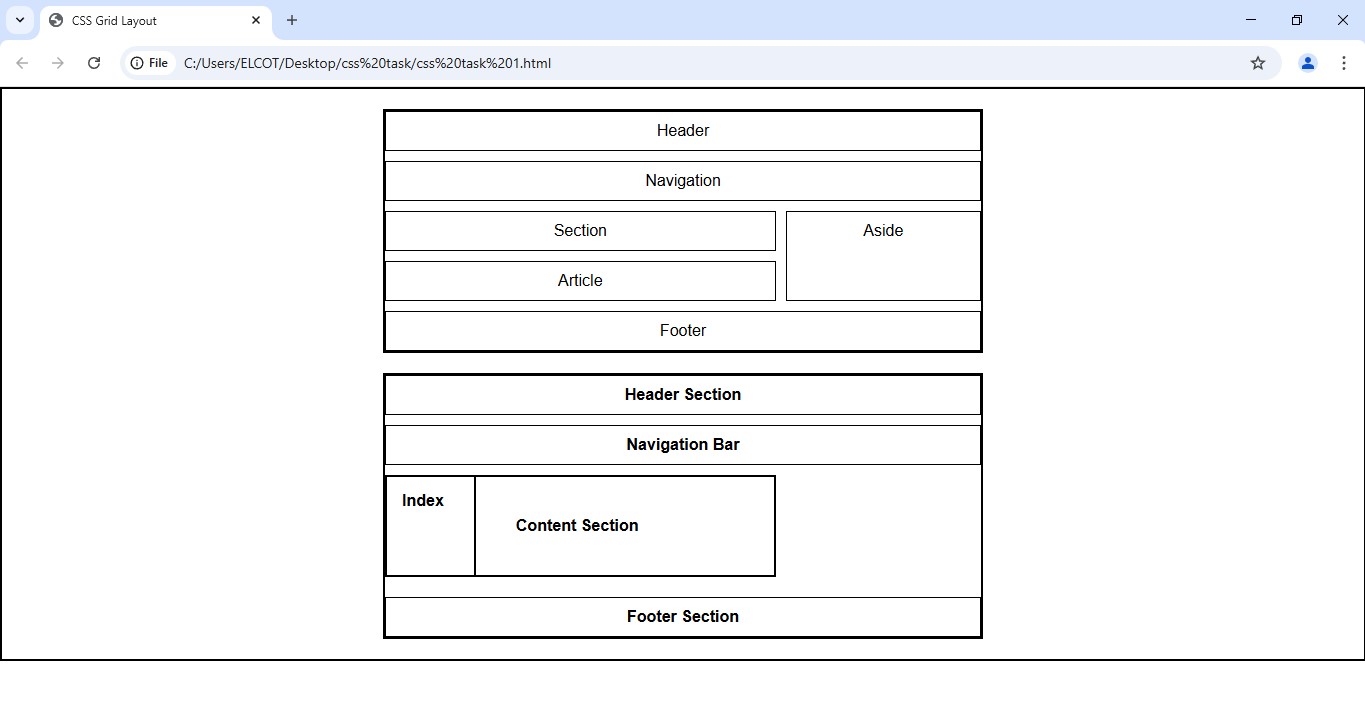 CSS Grid Layout
File C:/Users/ELCOT/Desktop/css%20task/css%20task%201.html
Header
Navigation
Section Aside
Article
Footer
Header Section
Navigation Bar
Index
Content Section
Footer Section